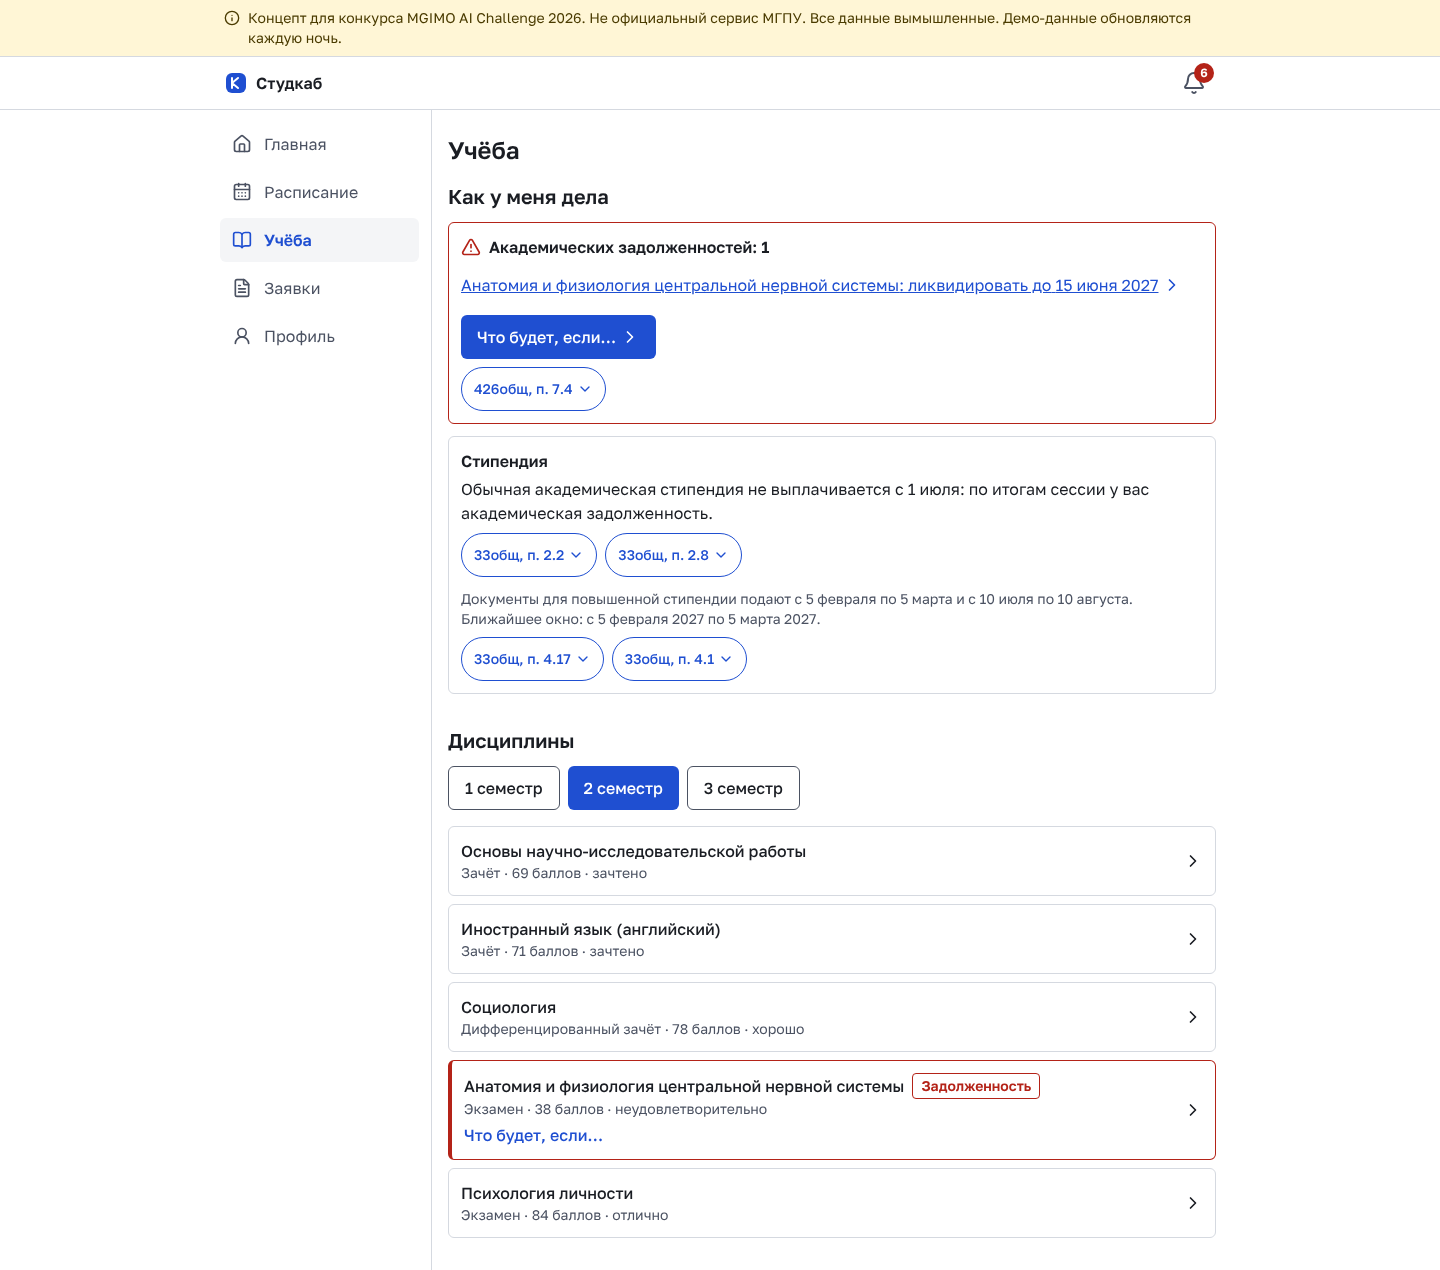 Концепт для конкурса MGIMO AI Challenge 2026. Не официальный сервис МГПУ. Все данные вымышленные. Демо-данные обновляются
каждую ночь.
Студкаб
6
Главная
Расписание
Учёба
Заявки
Профиль
Учёба
Как у меня дела
Академических задолженностей: 1
Анатомия и физиология центральной нервной системы: ликвидировать до 15 июня 2027
Что будет, если...
426общ, п. 7.4
Стипендия
Обычная академическая стипендия не выплачивается с 1 июля: по итогам сессии у вас
академическая задолженность.
33общ, п. 2.2
33общ, п. 2.8
Документы для повышенной стипендии подают с 5 февраля по 5 марта и с 10 июля по 10 августа.
Ближайшее окно: с 5 февраля 2027 по 5 марта 2027.
33общ, п. 4.17
33общ, п. 4.1
Дисциплины
1 семестр
2 семестр
3 семестр
Основы научно-исследовательской работы
Зачёт · 69 баллов · зачтено
Иностранный язык (английский)
Зачёт · 71 баллов · зачтено
Социология
Дифференцированный зачёт · 78 баллов · хорошо
Анатомия и физиология центральной нервной системы
Задолженность
Экзамен · 38 баллов · неудовлетворительно
Что будет, если...
Психология личности
Экзамен · 84 баллов · отлично